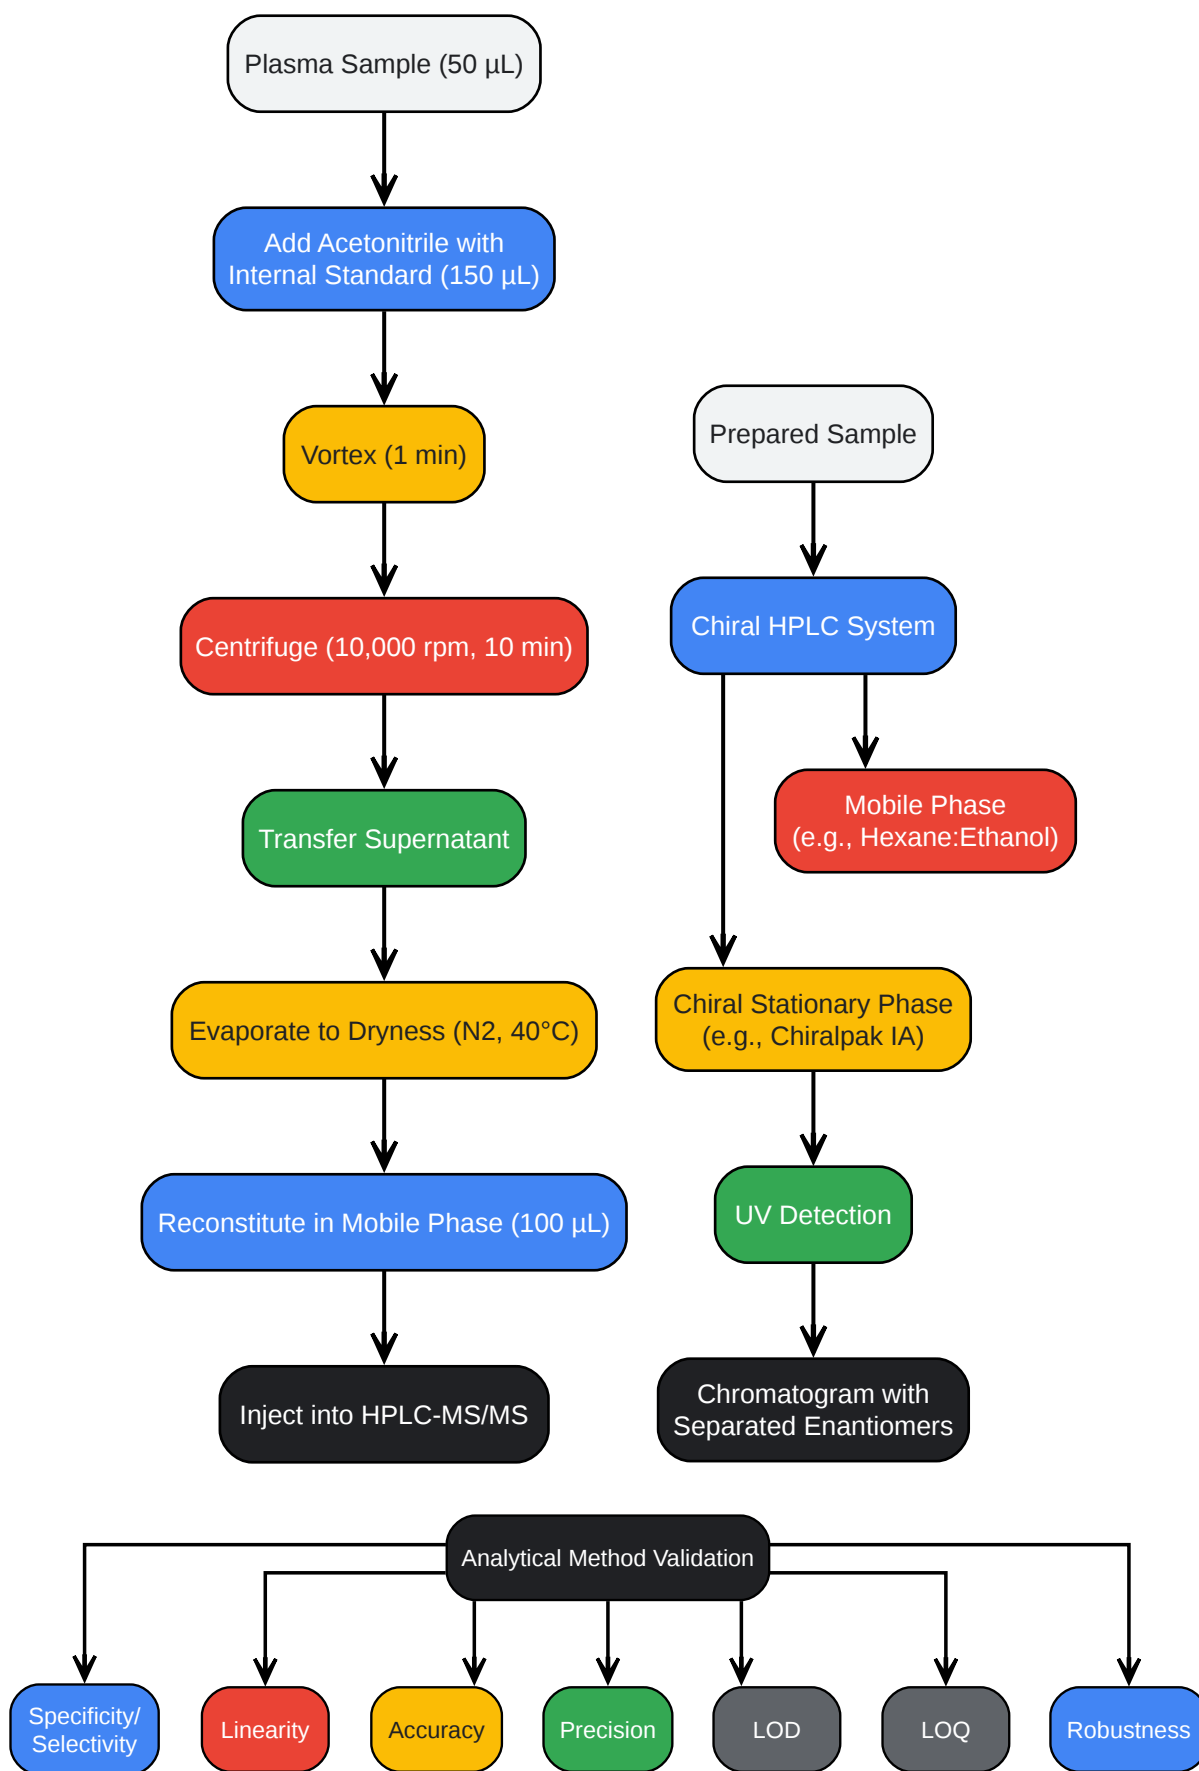 Plasma Sample (50 µL)
Add Acetonitrile with
Internal Standard (150 µL)
Vortex (1 min)
Centrifuge (10,000 rpm, 10 min)
Transfer Supernatant
Evaporate to Dryness (N2, 40°C)
Reconstitute in Mobile Phase (100 µL)
Inject into HPLC-MS/MS
Prepared Sample
Chiral HPLC System
Mobile Phase
(e.g., Hexane:Ethanol)
Chiral Stationary Phase
(e.g., Chiralpak IA)
UV Detection
Chromatogram with
Separated Enantiomers
Analytical Method Validation
Specificity/
Selectivity
Linearity
Accuracy
Precision
LOD
LOQ
Robustness